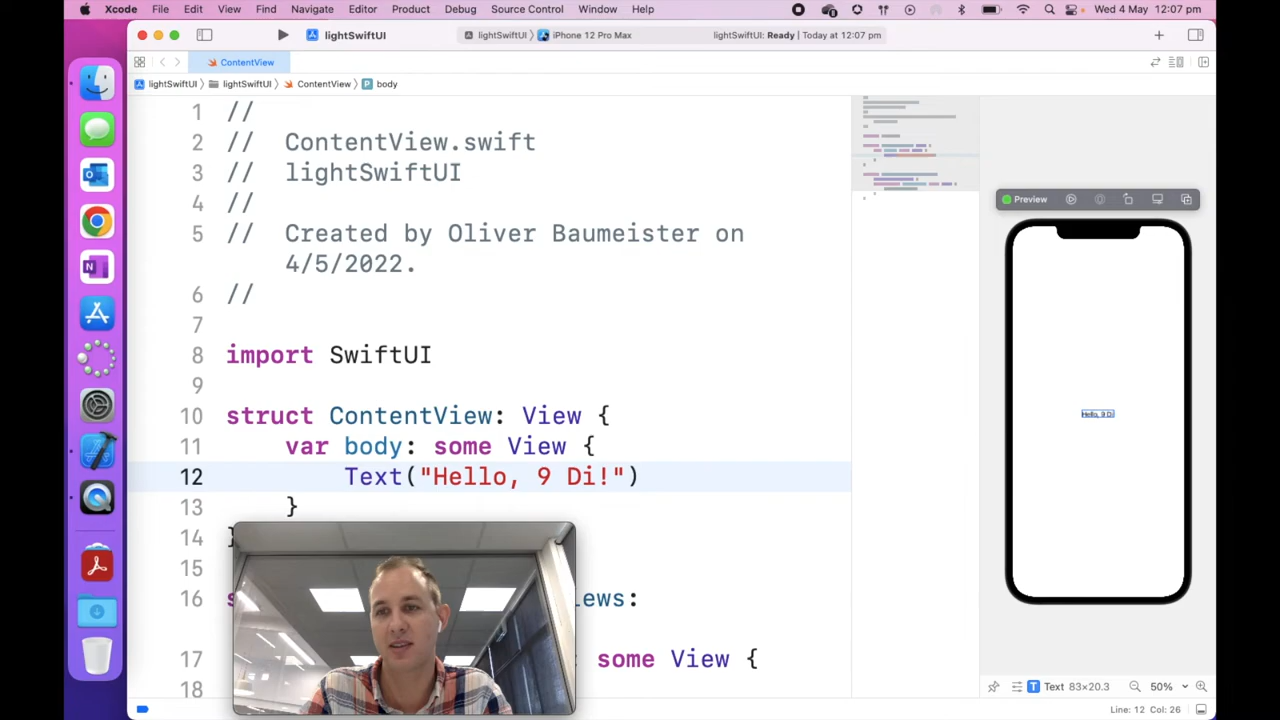 Xcode File Edit View Find Navigate Editor Product Debug Source Control Window Help Wed 4 May 12:07 pm
lightSwiftUI lightSwiftUI iPhone 12 Pro Max lightSwiftUI: Ready | Today at 12:07 pm
ContentView
lightSwiftUI lightSwiftUI ContentView body
1 //
2 // ContentView.swift
3 // lightSwiftUI
4 //
5 // Created by Oliver Baumeister on
4/5/2022.
6 //
7
8 import SwiftUI
9
10 struct ContentView: View {
11 var body: some View {
12 Text("Hello, 9 Di!")
13 }
14
15
16 iews:
17 some View {
18
Preview
Hello, 9 Di
Text 83×20.3 50%
Line: 12 Col: 26